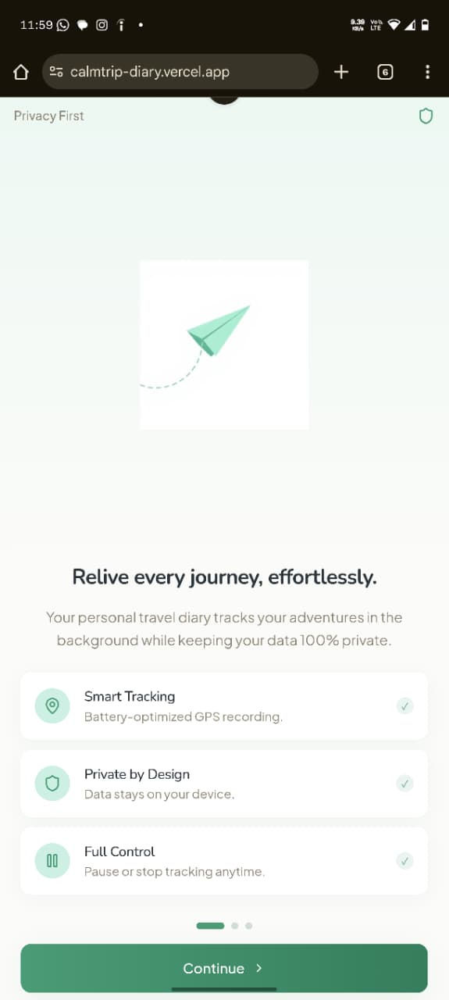 11:59
9.39 KB/s
Vo) LTE
calmtrip-diary.vercel.app
6
Privacy First
Relive every journey, effortlessly.
Your personal travel diary tracks your adventures in the
background while keeping your data 100% private.
Smart Tracking
Battery-optimized GPS recording.
Private by Design
Data stays on your device.
Full Control
Pause or stop tracking anytime.
Continue